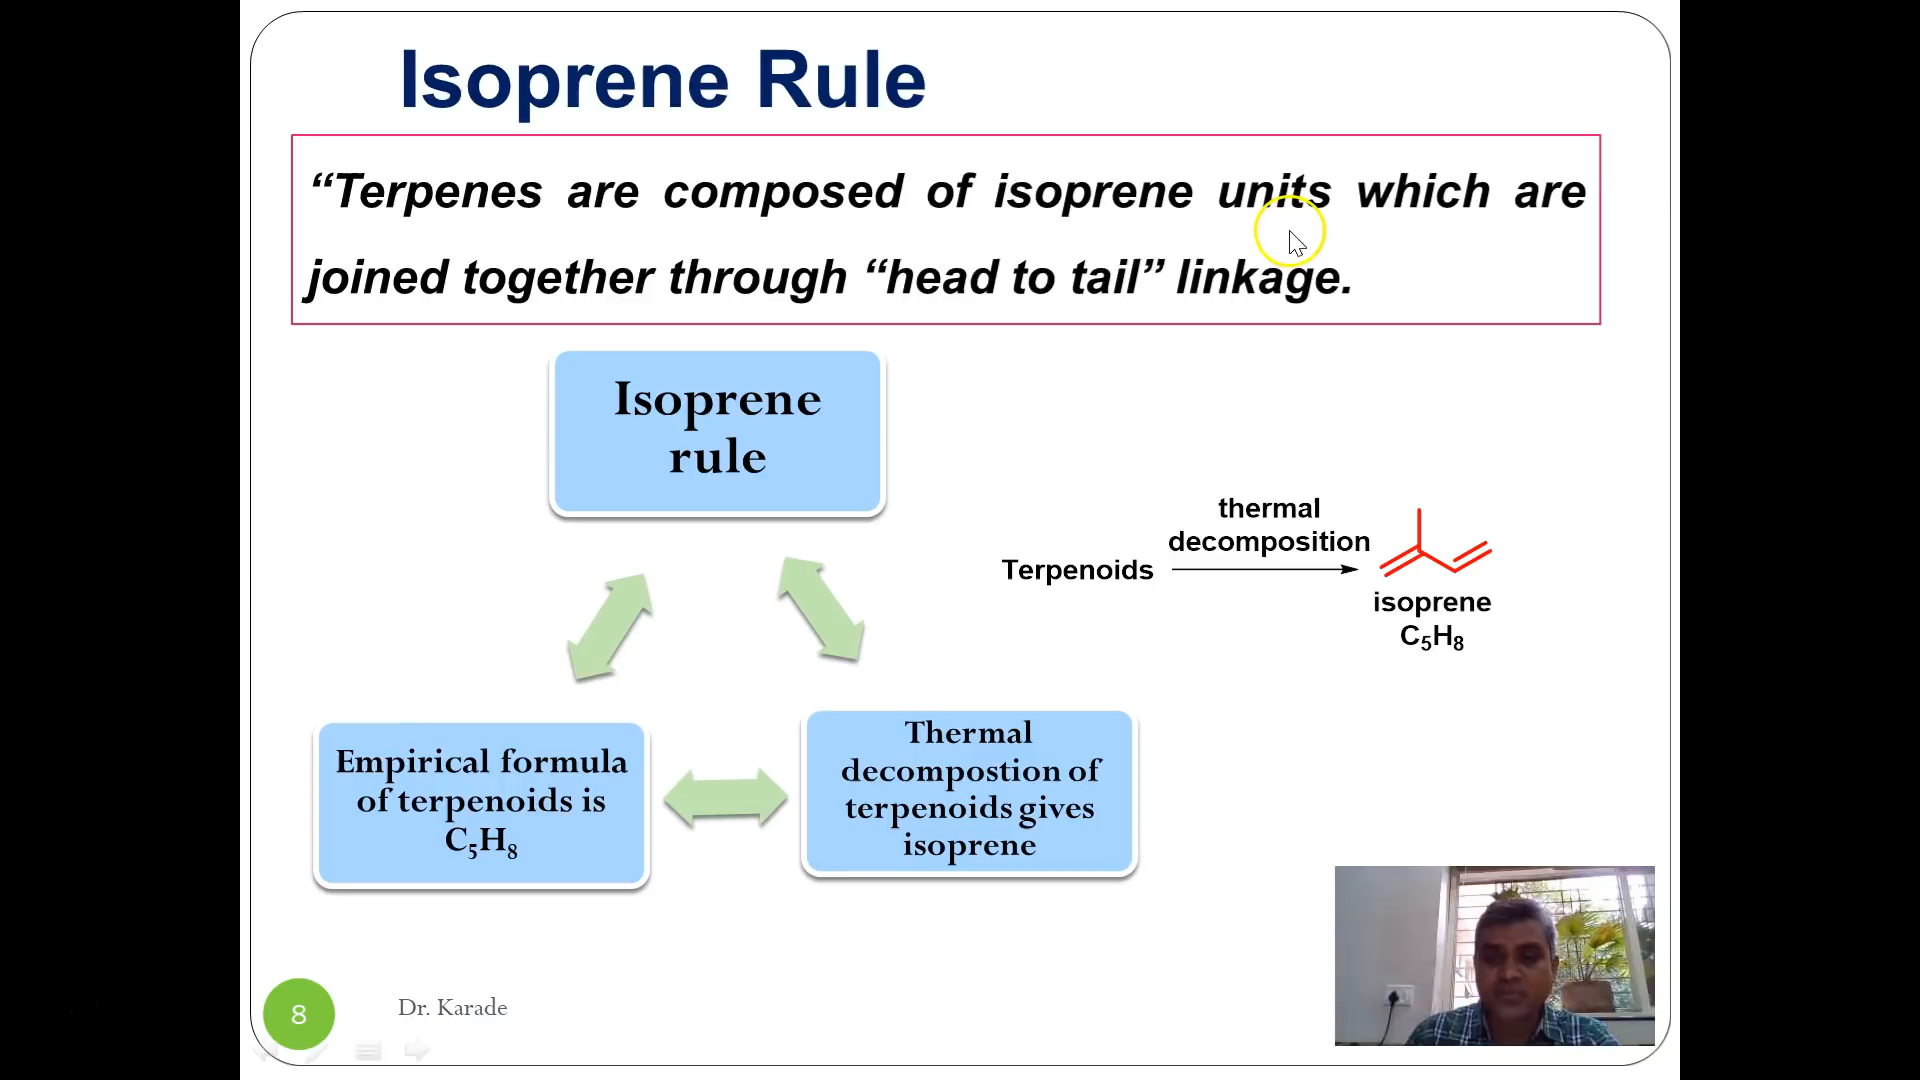 Isoprene Rule
“Terpenes are composed of isoprene units which are
joined together through “head to tail” linkage.
Isoprene
rule
thermal
decomposition
Terpenoids
isoprene
C₅H₈
Empirical formula
of terpenoids is
C₅H₈
Thermal
decompostion of
terpenoids gives
isoprene
8
Dr. Karade